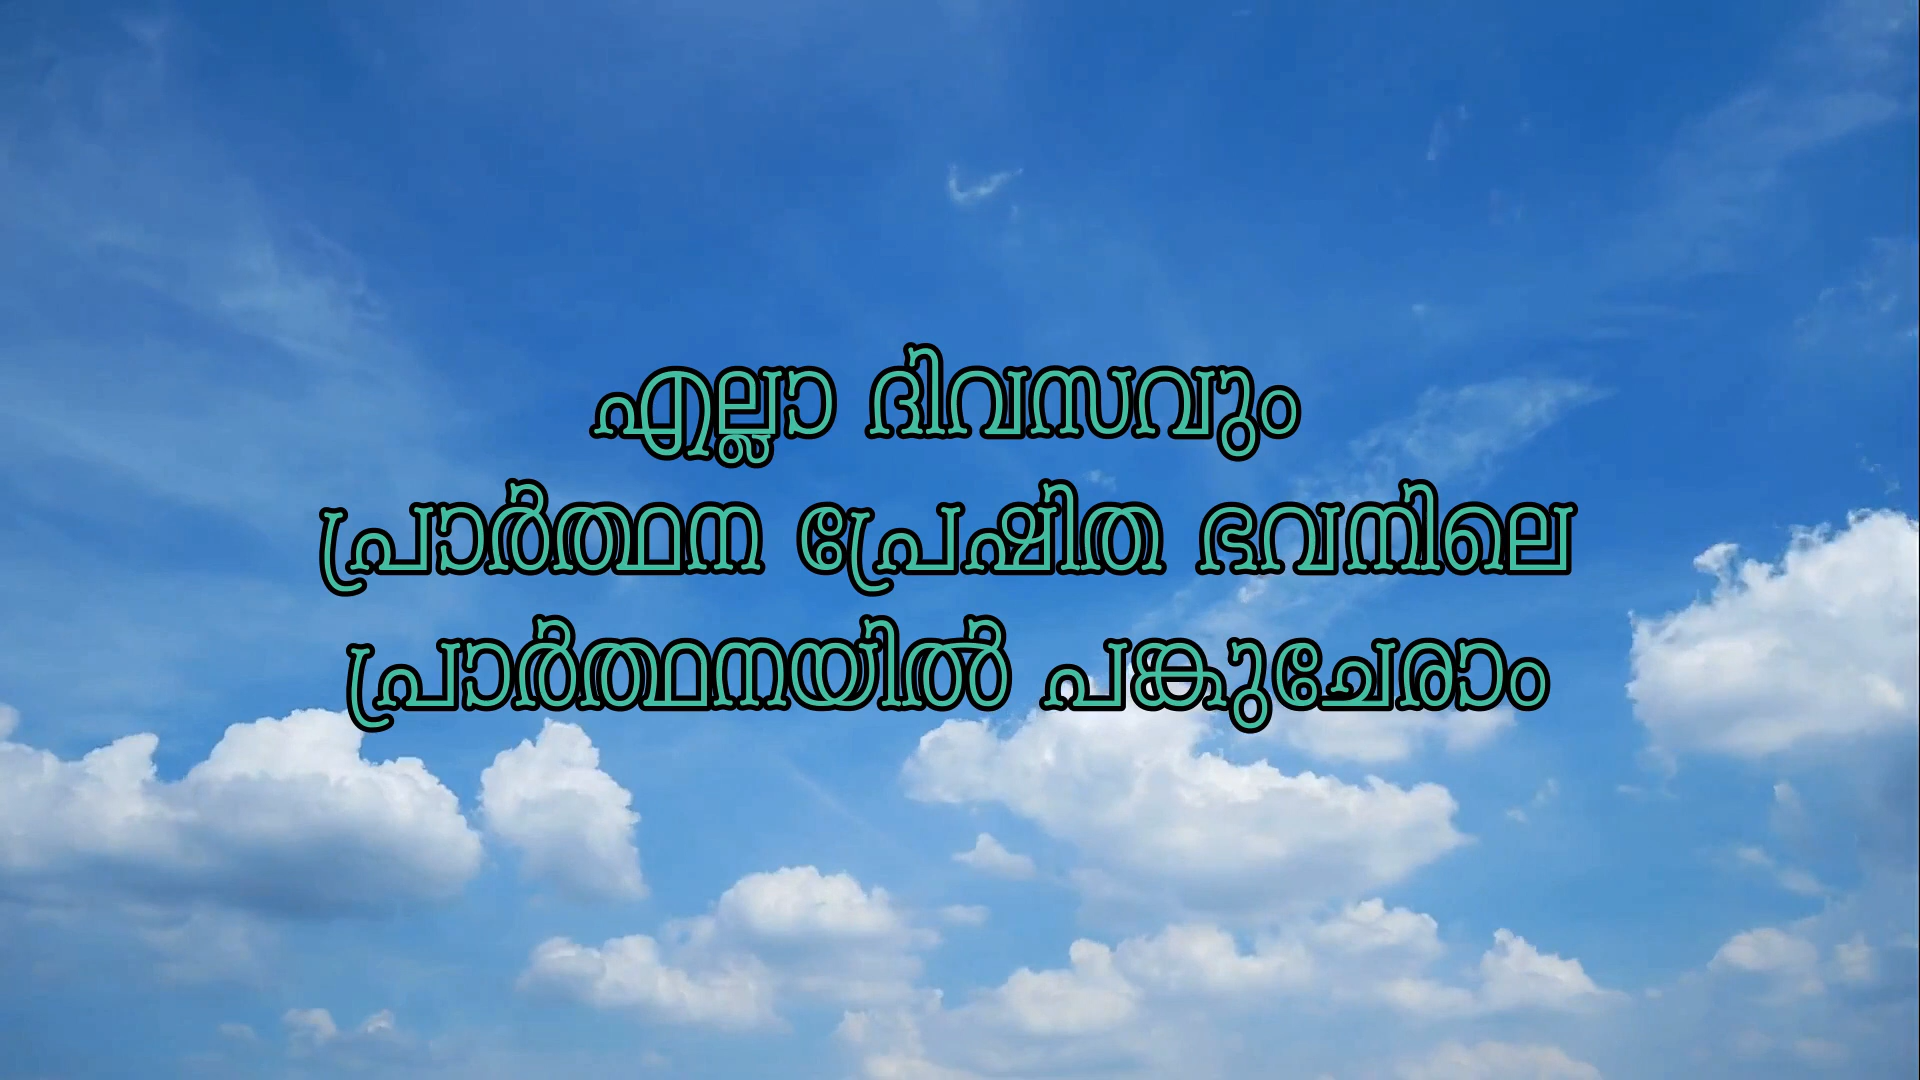 എല്ലാ ദിവസവും
പ്രാർത്ഥന പ്രേഷിത ഭവനിലെ
പ്രാർത്ഥനയിൽ പങ്കുചേരാം